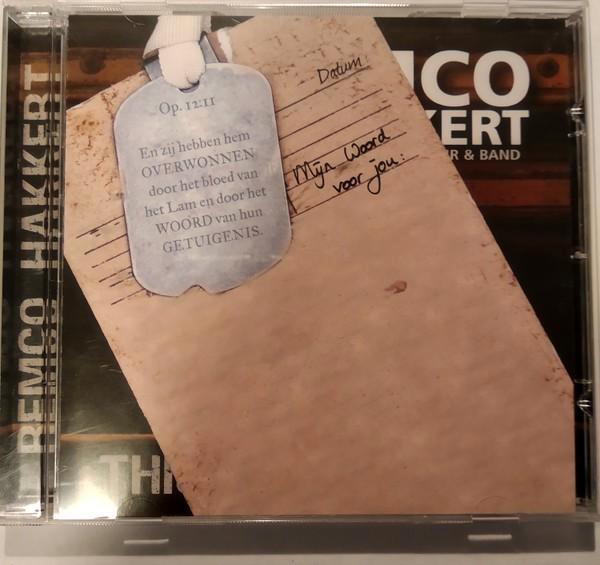 REMCO HAKKERT
Op. 12:11
En zij hebben hem
OVERWONNEN
door het bloed van
het Lam en door het
WOORD van hun
GETUIGENIS.
Datum
Mijn Woord
voor jou:
ICO
KERT
R & BAND
TH